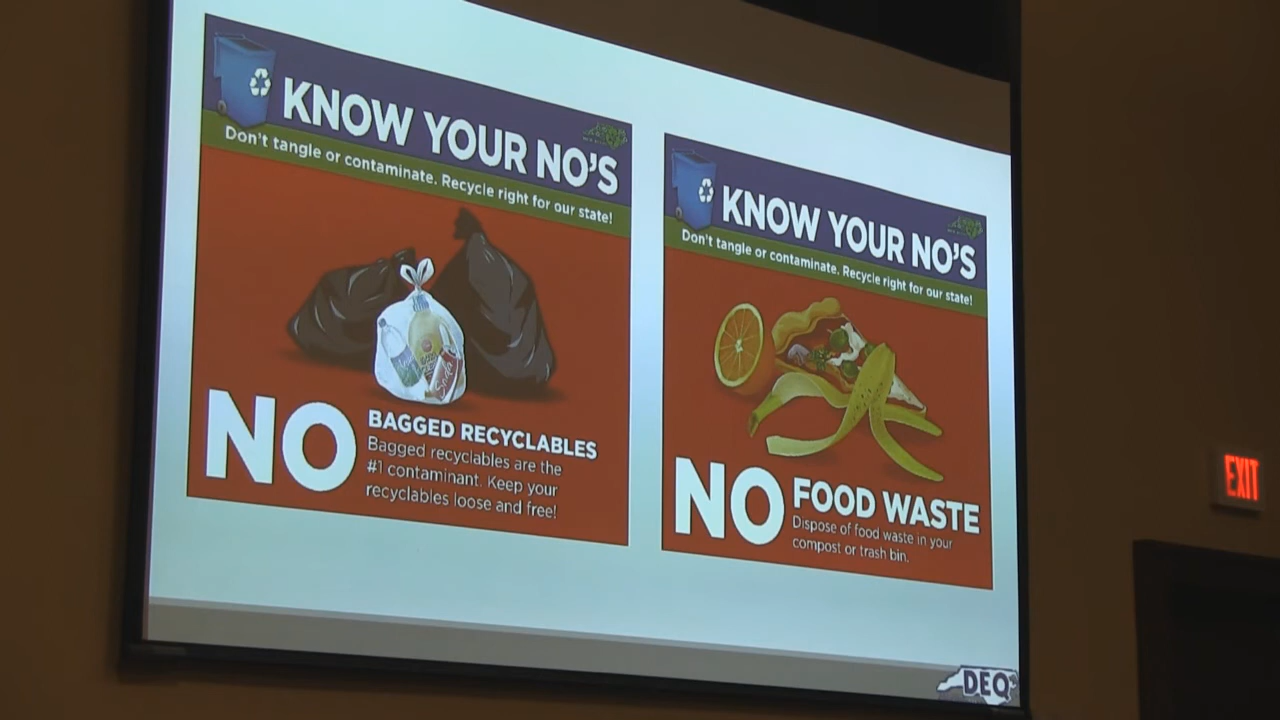 KNOW YOUR NO'S
Don't tangle or contaminate. Recycle right for our state!
NO
BAGGED RECYCLABLES
Bagged recyclables are the
#1 contaminant. Keep your
recyclables loose and free!
KNOW YOUR NO'S
Don't tangle or contaminate. Recycle right for our state!
NO
FOOD WASTE
Dispose of food waste in your
compost or trash bin.
DEQ
EXIT